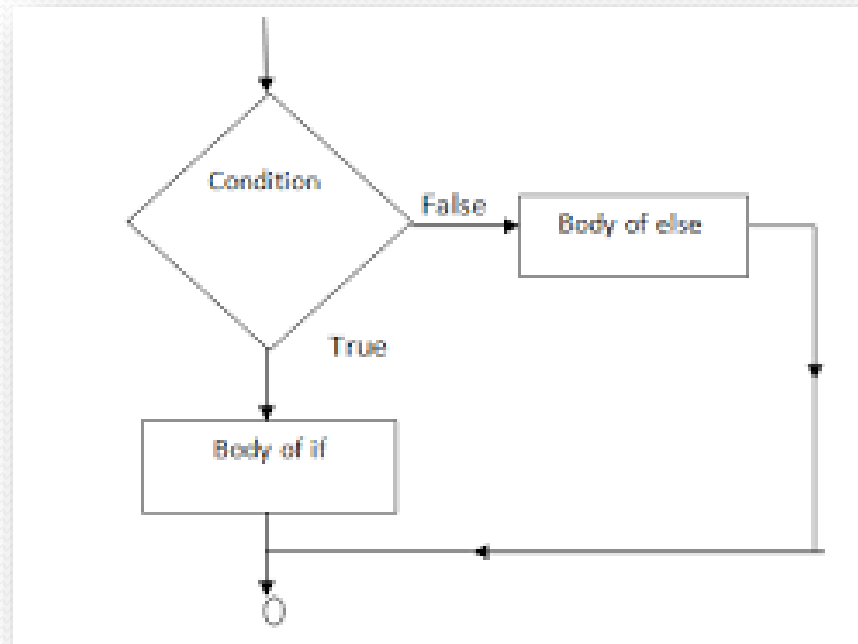 Condition
False
Body of else
True
Body of if